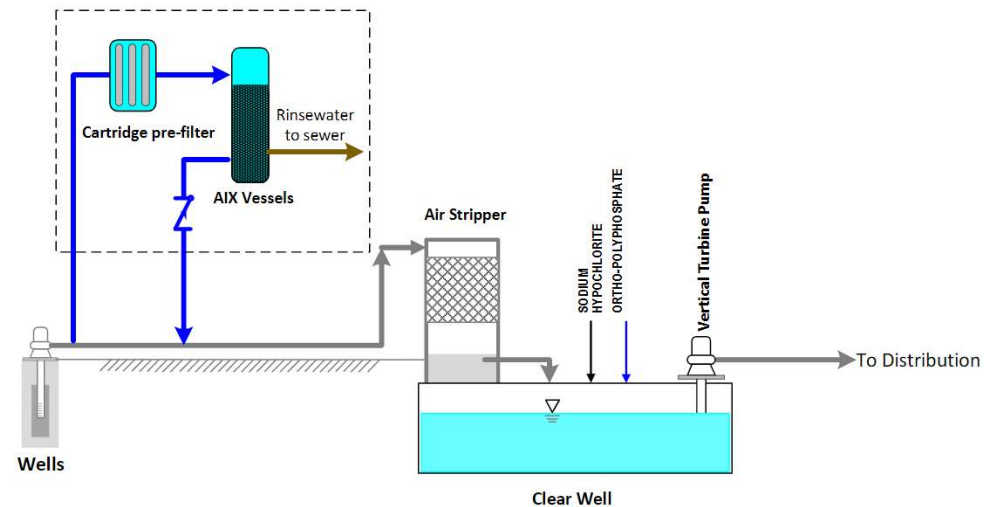 Cartridge pre-filter
Rinsewater
to sewer
AIX Vessels
Air Stripper
SODIUM
HYPOCHLORITE
ORTHO-POLYPHOSPHATE
Vertical Turbine Pump
To Distribution
Wells
Clear Well